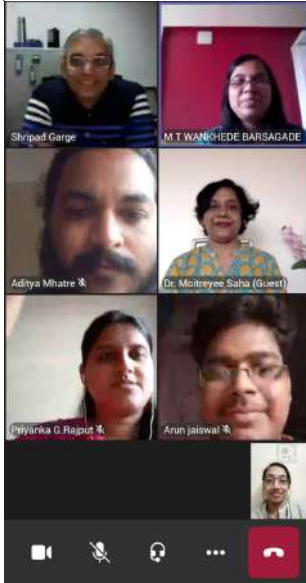 Shripad Garge
M T WANKHEDE BARSAGADE
Aditya Mhatre
Dr. Moitreyee Saha (Guest)
Priyanka G.Rajput
Arun jaiswal